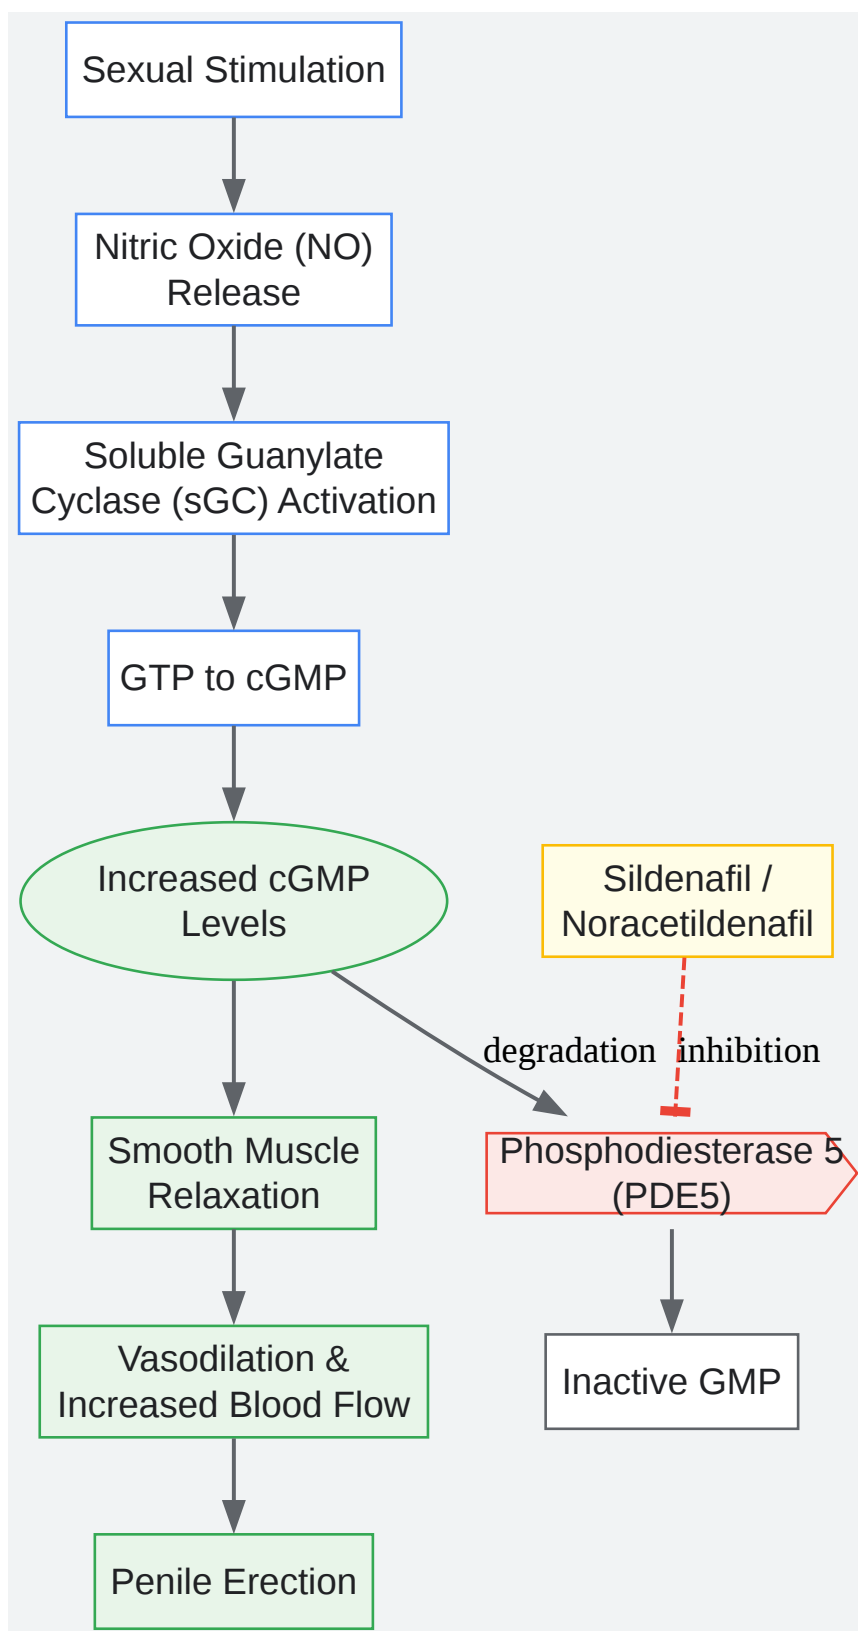 Sexual Stimulation
Nitric Oxide (NO)
Release
Soluble Guanylate
Cyclase (sGC) Activation
GTP to cGMP
Increased cGMP
Levels
Sildenafil /
Noracetildenafil
degradation
inhibition
Smooth Muscle
Relaxation
Phosphodiesterase 5
(PDE5)
Vasodilation &
Increased Blood Flow
Inactive GMP
Penile Erection